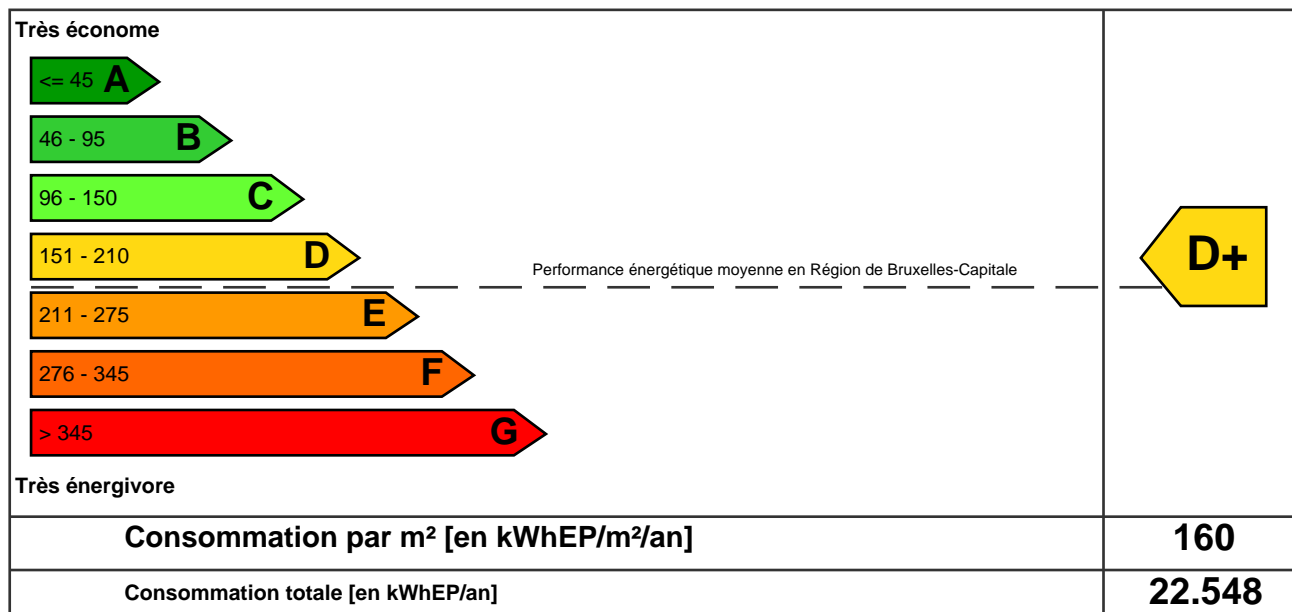 Très économe
<= 45 A
46 - 95 B
96 - 150 C
151 - 210 D
Performance énergétique moyenne en Région de Bruxelles-Capitale
D+
211 - 275 E
276 - 345 F
> 345 G
Très énergivore
Consommation par m² [en kWhEP/m²/an] 160
Consommation totale [en kWhEP/an] 22.548